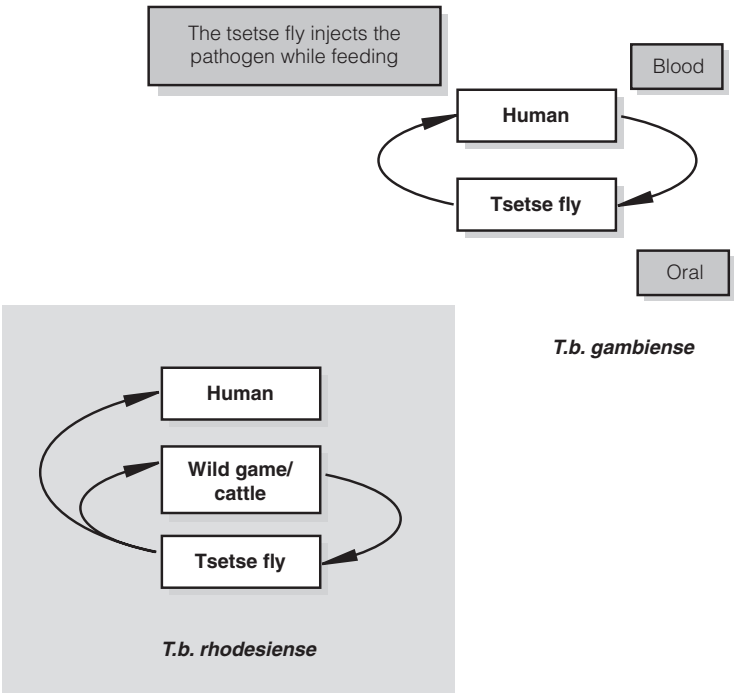 The tsetse fly injects the
pathogen while feeding
Blood
Human
Tsetse fly
Oral
T.b. gambiense
Human
Wild game/
cattle
Tsetse fly
T.b. rhodesiense